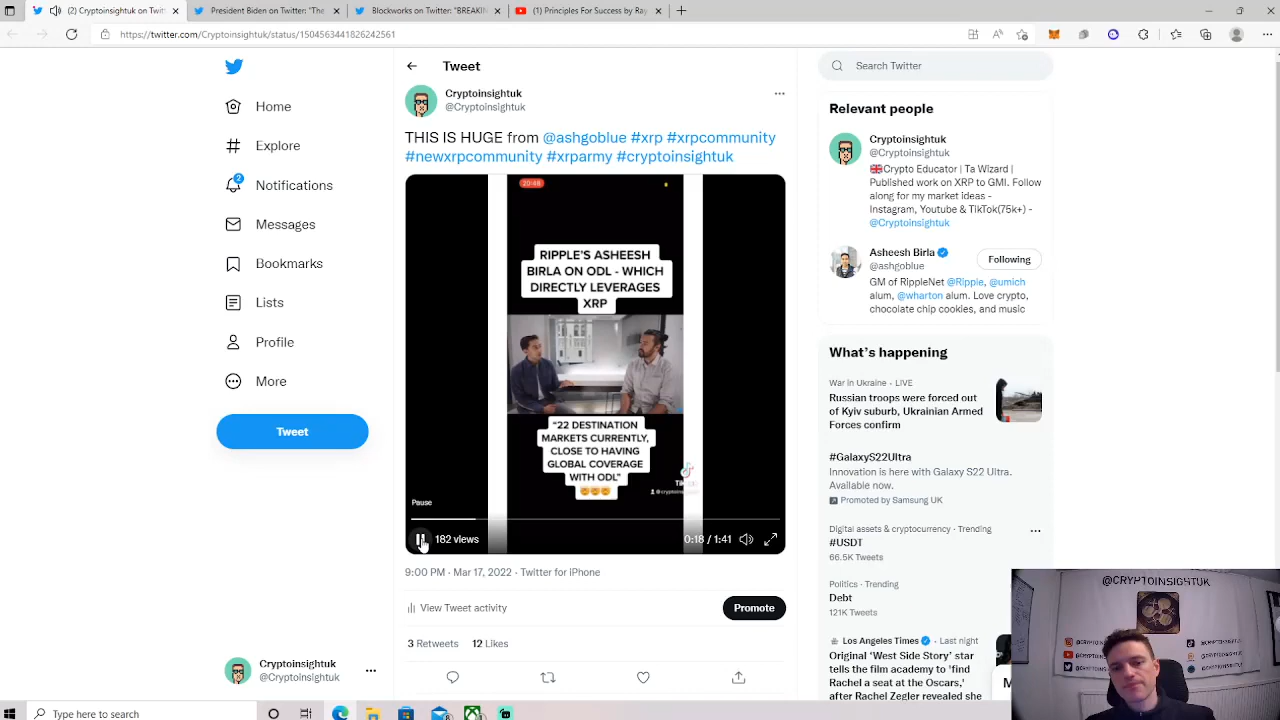 (2) Cryptoinsightuk on Twit
President Biden on Twitter: "The
Blockworks on Twitter: "BREAKIN
(1) Principles For Success by Ray
https://twitter.com/Cryptoinsightuk/status/1504563441826242561
Home
Explore
2
Notifications
Messages
Bookmarks
Lists
Profile
More
Tweet
Cryptoinsightuk
@Cryptoinsightuk
Tweet
Cryptoinsightuk
@Cryptoinsightuk
THIS IS HUGE from @ashgoblue #xrp #xrpcommunity
#newxrpcommunity #xrparmy #cryptoinsightuk
20:48
RIPPLE'S ASHEESH
BIRLA ON ODL - WHICH
DIRECTLY LEVERAGES
XRP
"22 DESTINATION
MARKETS CURRENTLY,
CLOSE TO HAVING
GLOBAL COVERAGE
WITH ODL"
Pause
182 views
0:18 / 1:41
9:00 PM · Mar 17, 2022 · Twitter for iPhone
View Tweet activity
Promote
3 Retweets 12 Likes
Search Twitter
Relevant people
Cryptoinsightuk
@Cryptoinsightuk
🇬🇧Crypto Educator | Ta Wizard |
Published work on XRP to GMI. Follow
along for my market ideas -
Instagram, Youtube & TIkTok(75k+) -
@Cryptoinsightuk
Asheesh Birla
@ashgoblue
Following
GM of RippleNet @Ripple, @umich
alum, @wharton alum. Love crypto,
chocolate chip cookies, and music
What's happening
War in Ukraine · LIVE
Russian troops were forced out
of Kyiv suburb, Ukrainian Armed
Forces confirm
#GalaxyS22Ultra
Innovation is here with Galaxy S22 Ultra.
Available now.
Promoted by Samsung UK
Digital assets & cryptocurrency · Trending
#USDT
66.5K Tweets
Politics · Trending
Debt
121K Tweets
Los Angeles Times · Last night
Original 'West Side Story' star
tells the film academy to 'find
Rachel a seat at the Oscars,'
after Rachel Zegler revealed she
M
@CRYPTOINSIGHTUK
Type here to search